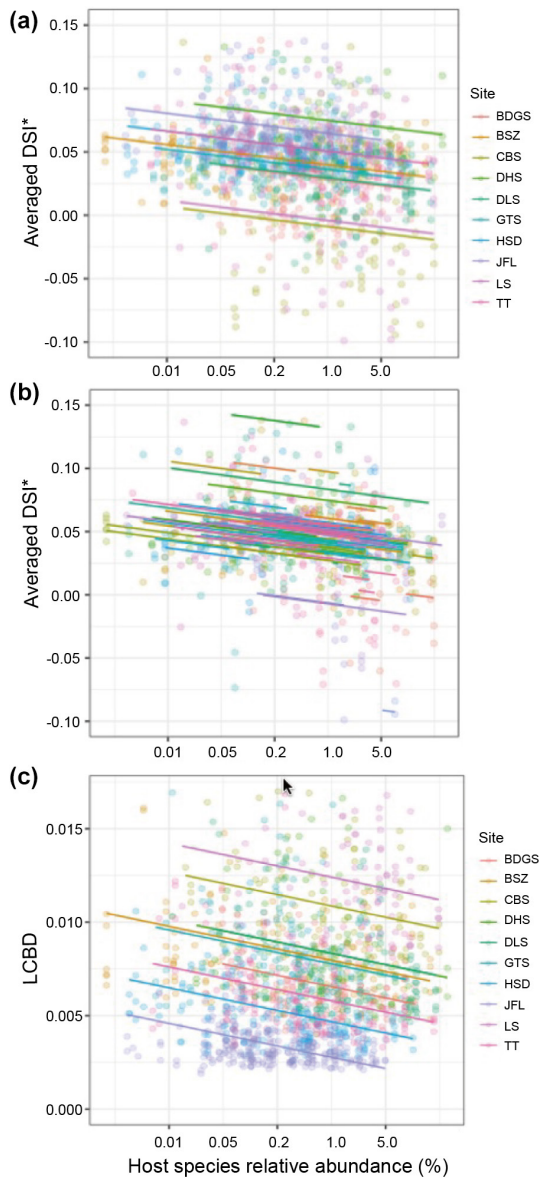 (a)
0.15
0.10
0.05
0.00
-0.05
-0.10
Averaged DSI*
0.01 0.05 0.2 1.0 5.0
Site
BDGS
BSZ
CBS
DHS
DLS
GTS
HSD
JFL
LS
TT
(b)
0.15
0.10
0.05
0.00
-0.05
-0.10
Averaged DSI*
0.01 0.05 0.2 1.0 5.0
(c)
0.015
0.010
0.005
0.000
LCBD
0.01 0.05 0.2 1.0 5.0
Host species relative abundance (%)
Site
BDGS
BSZ
CBS
DHS
DLS
GTS
HSD
JFL
LS
TT